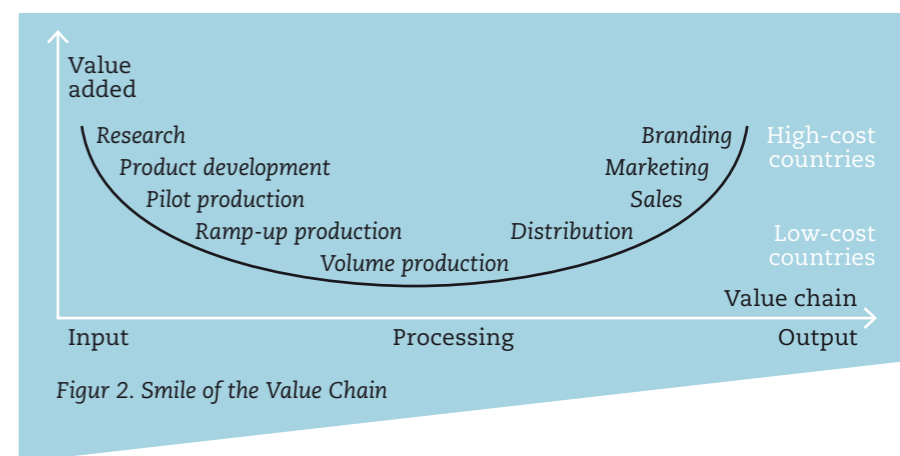 Value
added
Research
Branding
High-cost
countries
Product development
Marketing
Pilot production
Sales
Ramp-up production
Distribution
Low-cost
countries
Volume production
Value chain
Input
Processing
Output
Figur 2. Smile of the Value Chain